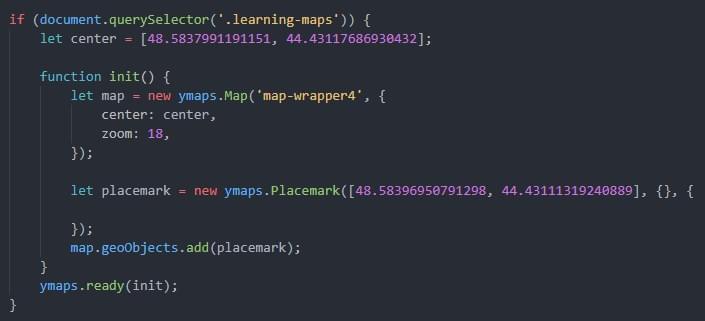 if (document.querySelector('.learning-maps')) {
let center = [48.5837991191151, 44.43117686930432];
function init() {
let map = new ymaps.Map('map-wrapper4', {
center: center,
zoom: 18,
});
let placemark = new ymaps.Placemark([48.58396950791298, 44.43111319240889], {}, {
});
map.geoObjects.add(placemark);
}
ymaps.ready(init);
}